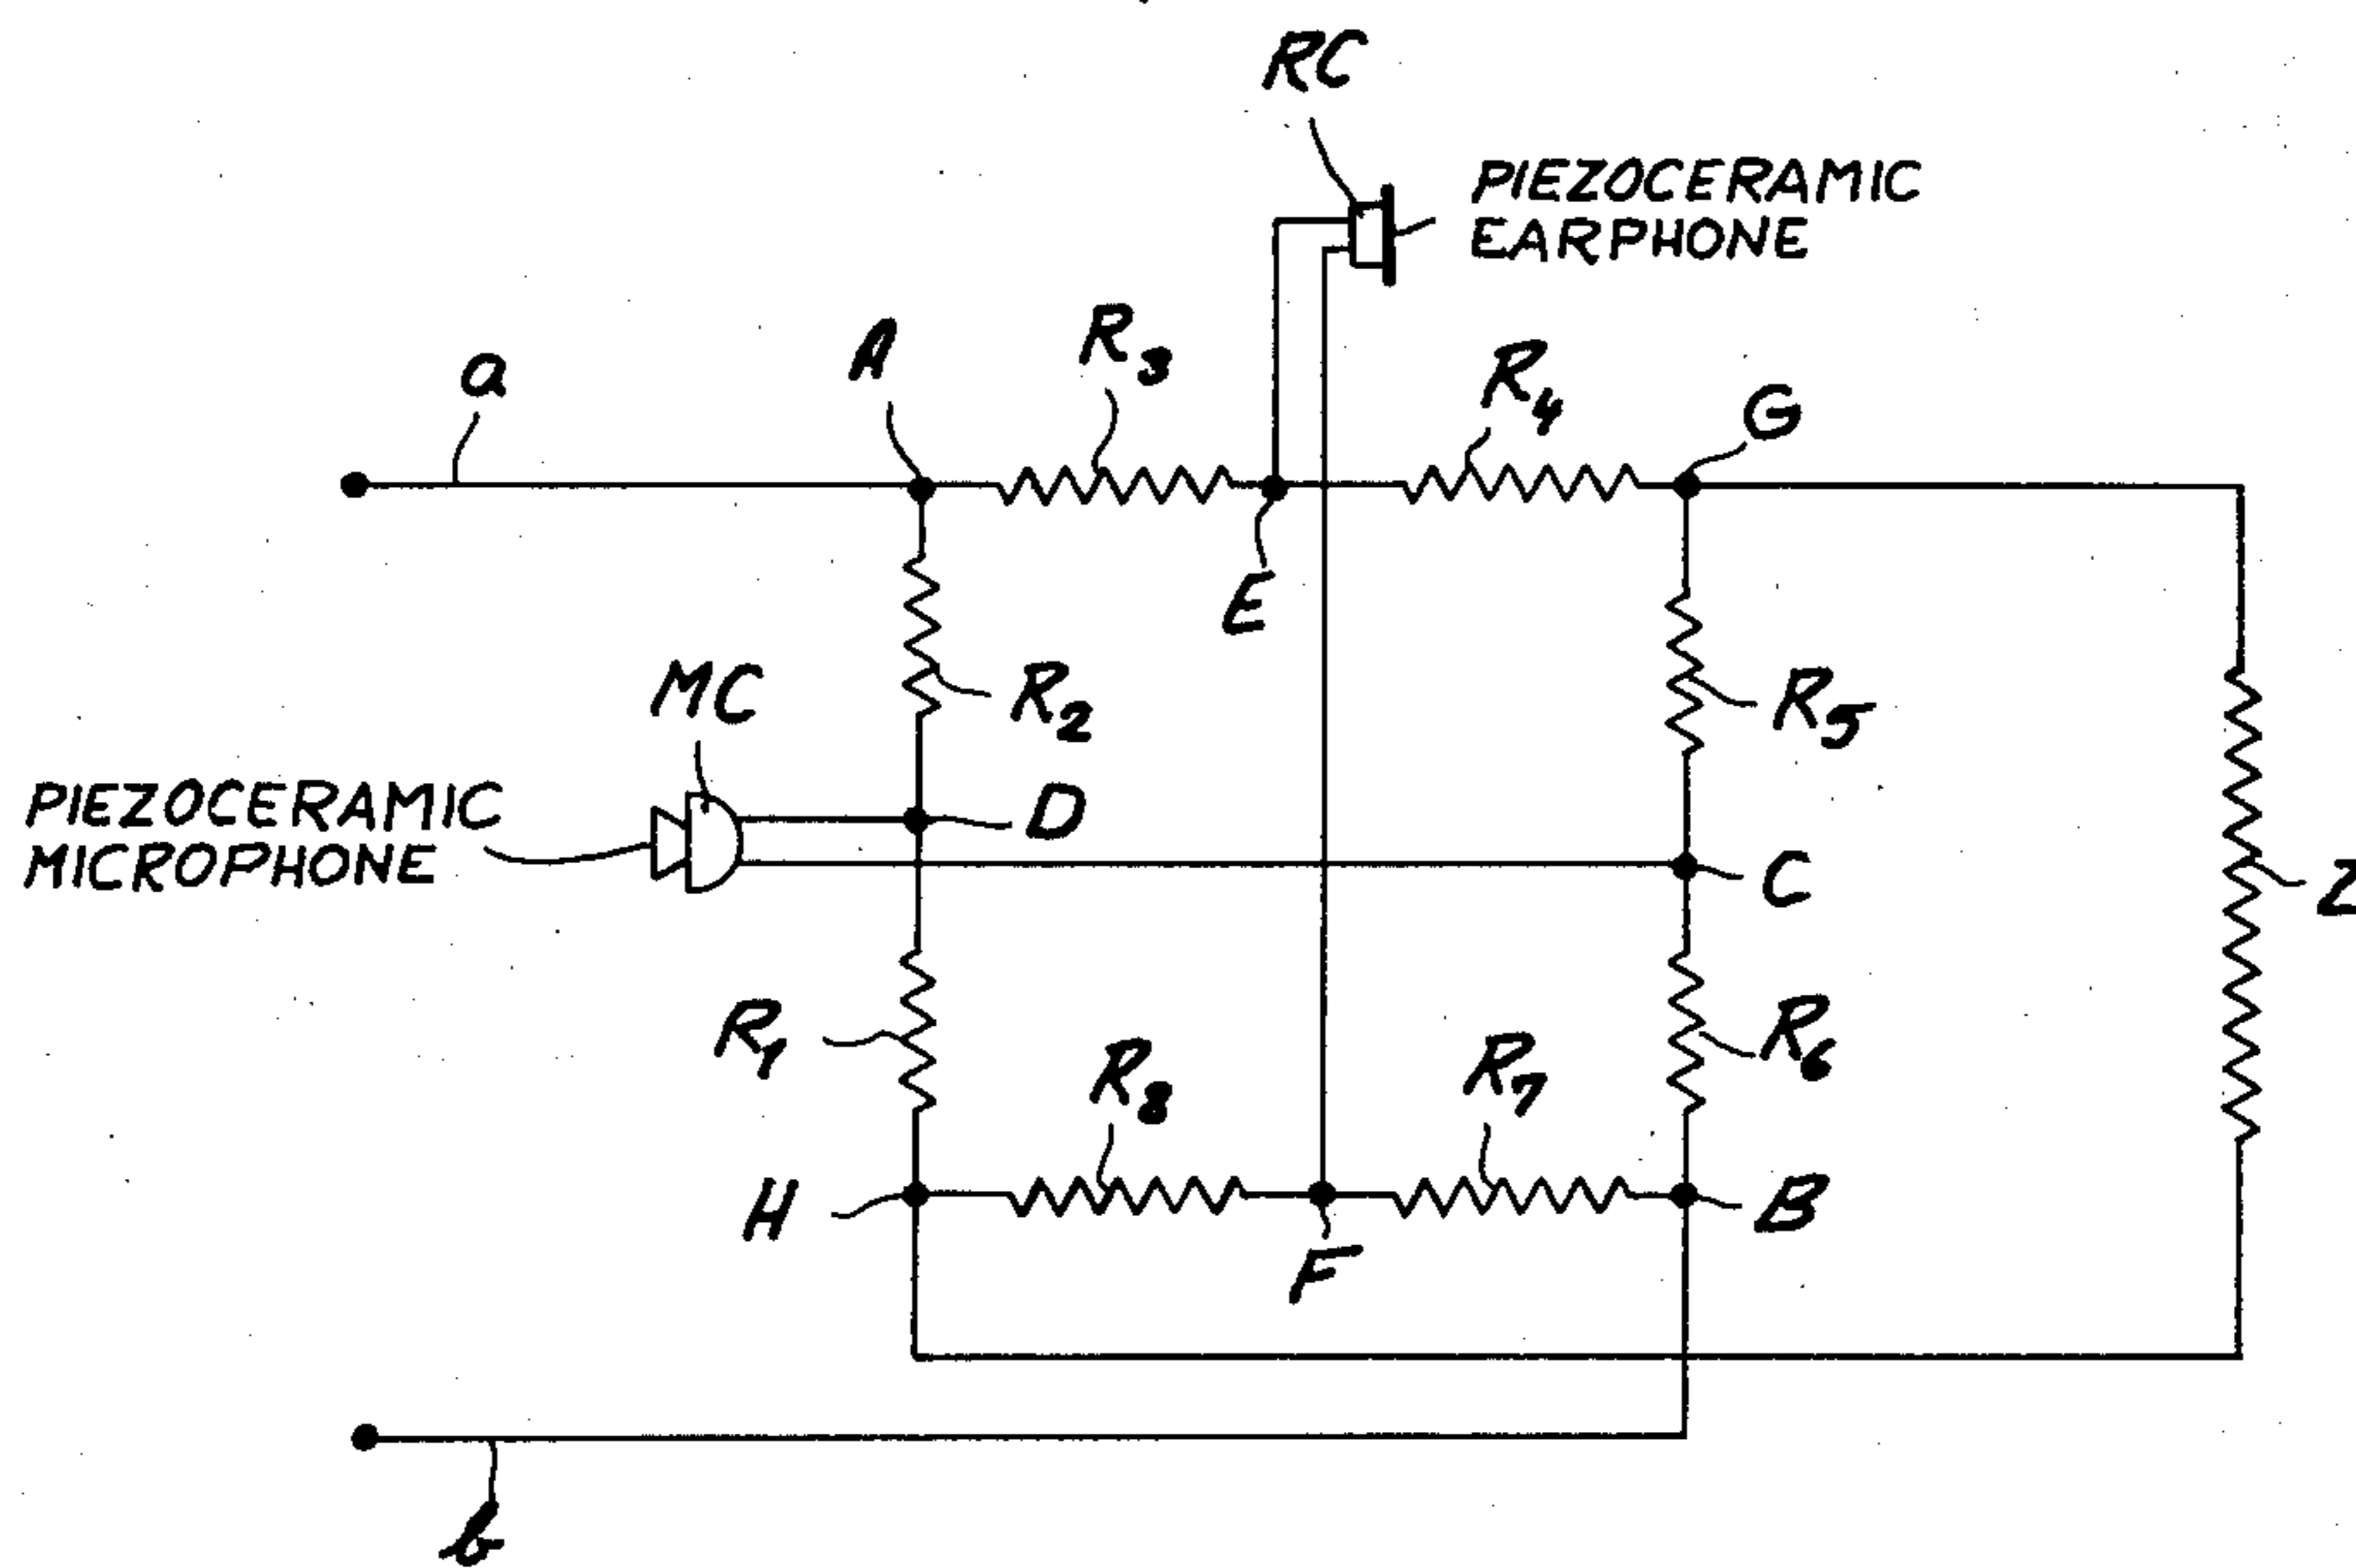 RC
PIEZOCERAMIC
EARPHONE
a
A
R3
R4
G
E
MC
R2
R5
PIEZOCERAMIC
MICROPHONE
D
C
Z
R1
R8
R7
R6
H
F
B
b